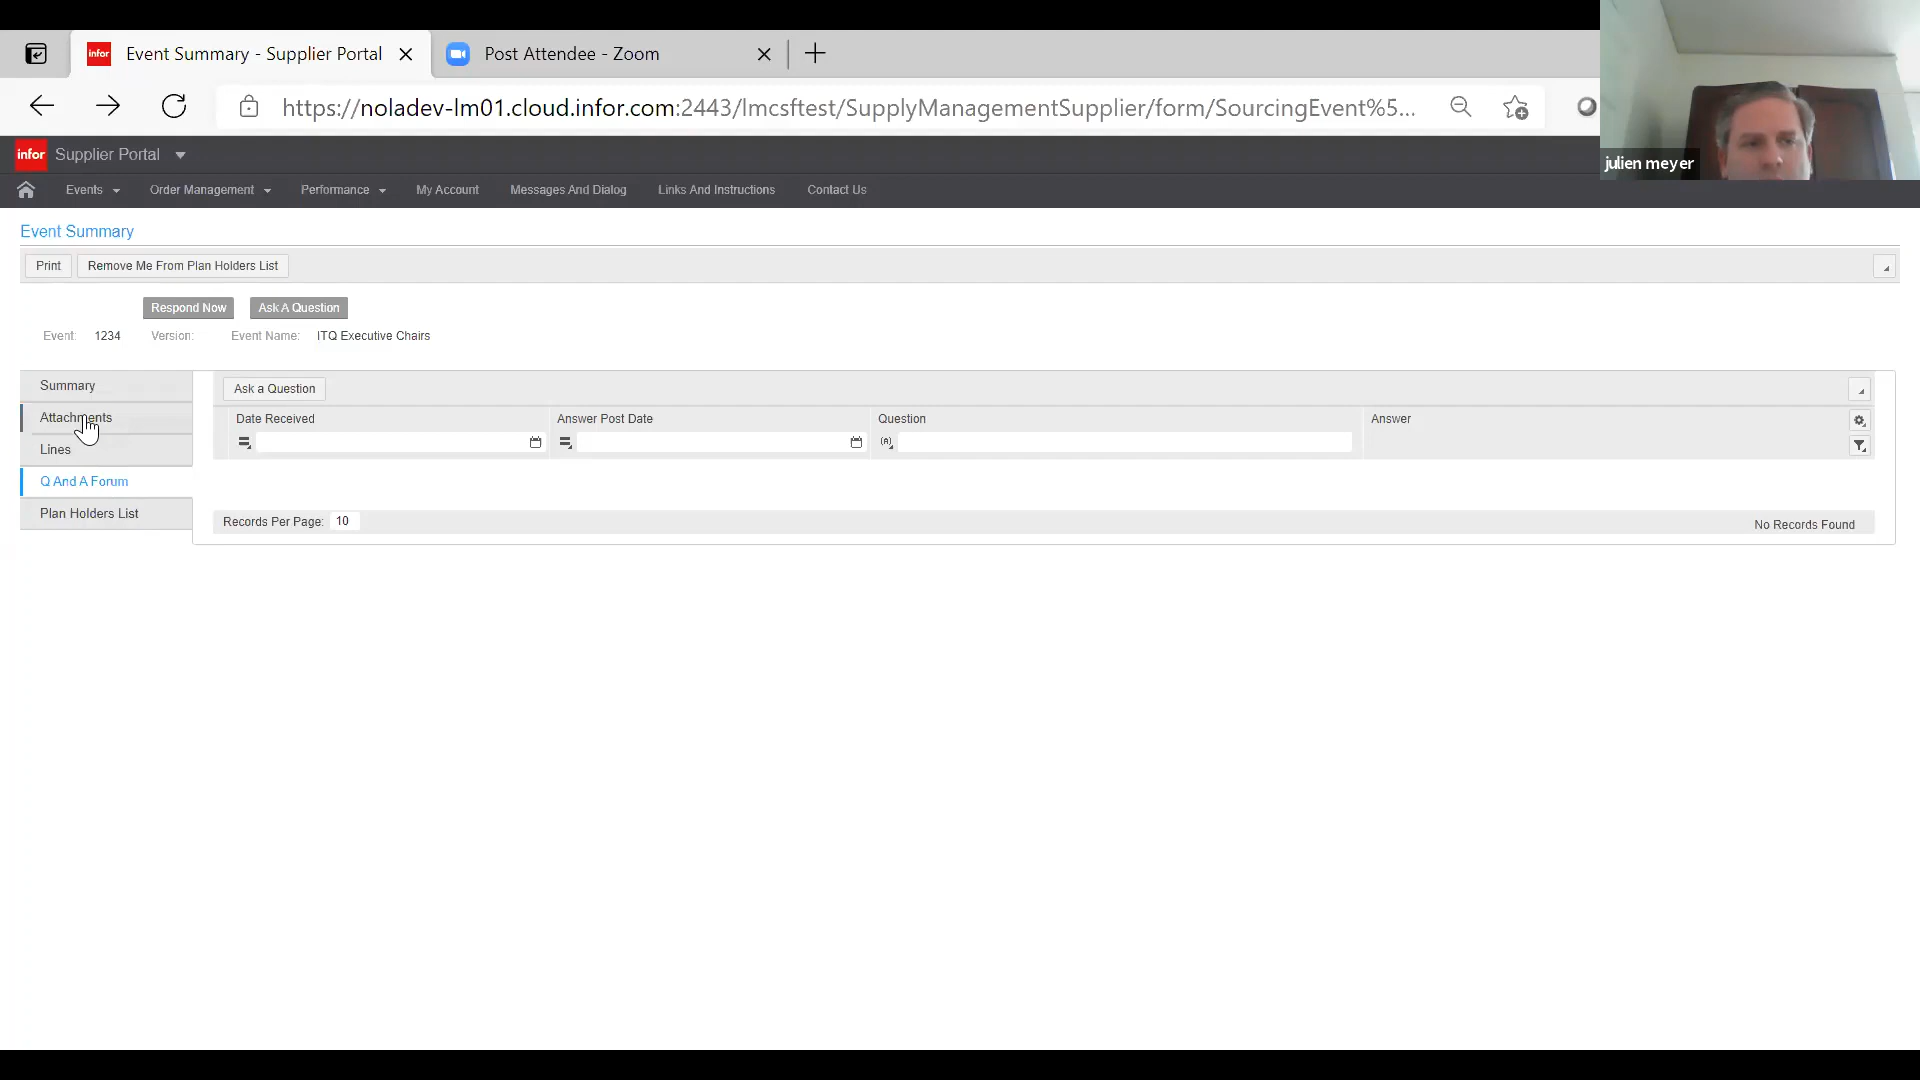 Event Summary - Supplier Portal
Post Attendee - Zoom
https://noladev-lm01.cloud.infor.com:2443/lmcsftest/SupplyManagementSupplier/form/SourcingEvent%5...
julien meyer
infor Supplier Portal
Events Order Management Performance My Account Messages And Dialog Links And Instructions Contact Us
Event Summary
Print Remove Me From Plan Holders List
Respond Now Ask A Question
Event: 1234 Version: Event Name: ITQ Executive Chairs
Summary
Attachments
Lines
Q And A Forum
Plan Holders List
Ask a Question
Date Received Answer Post Date Question Answer
Records Per Page: 10 No Records Found